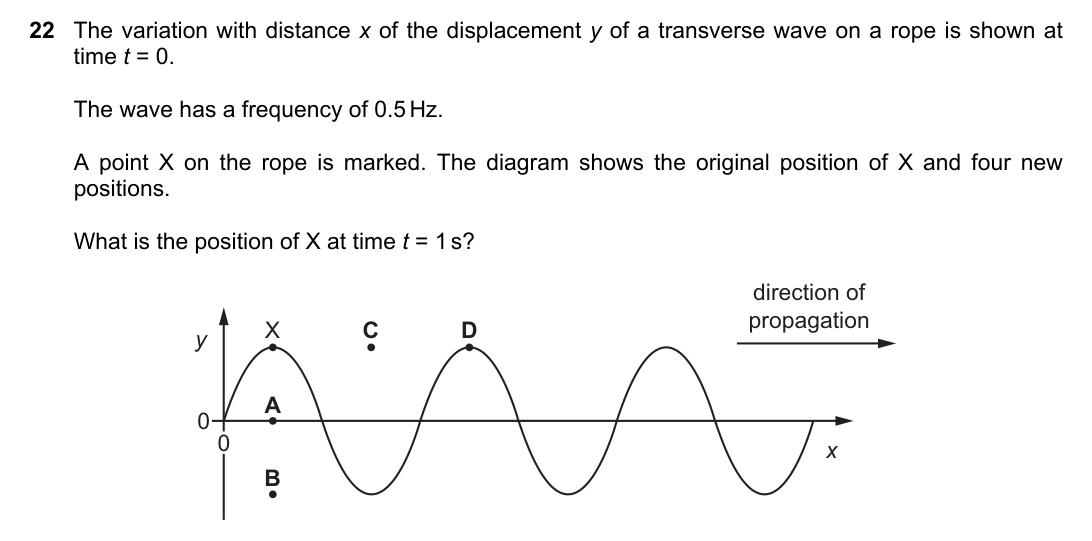 22 The variation with distance x of the displacement y of a transverse wave on a rope is shown at
time t = 0.
The wave has a frequency of 0.5 Hz.
A point X on the rope is marked. The diagram shows the original position of X and four new
positions.
What is the position of X at time t = 1 s?
direction of
propagation
y
X
C
D
A
0
0
x
B